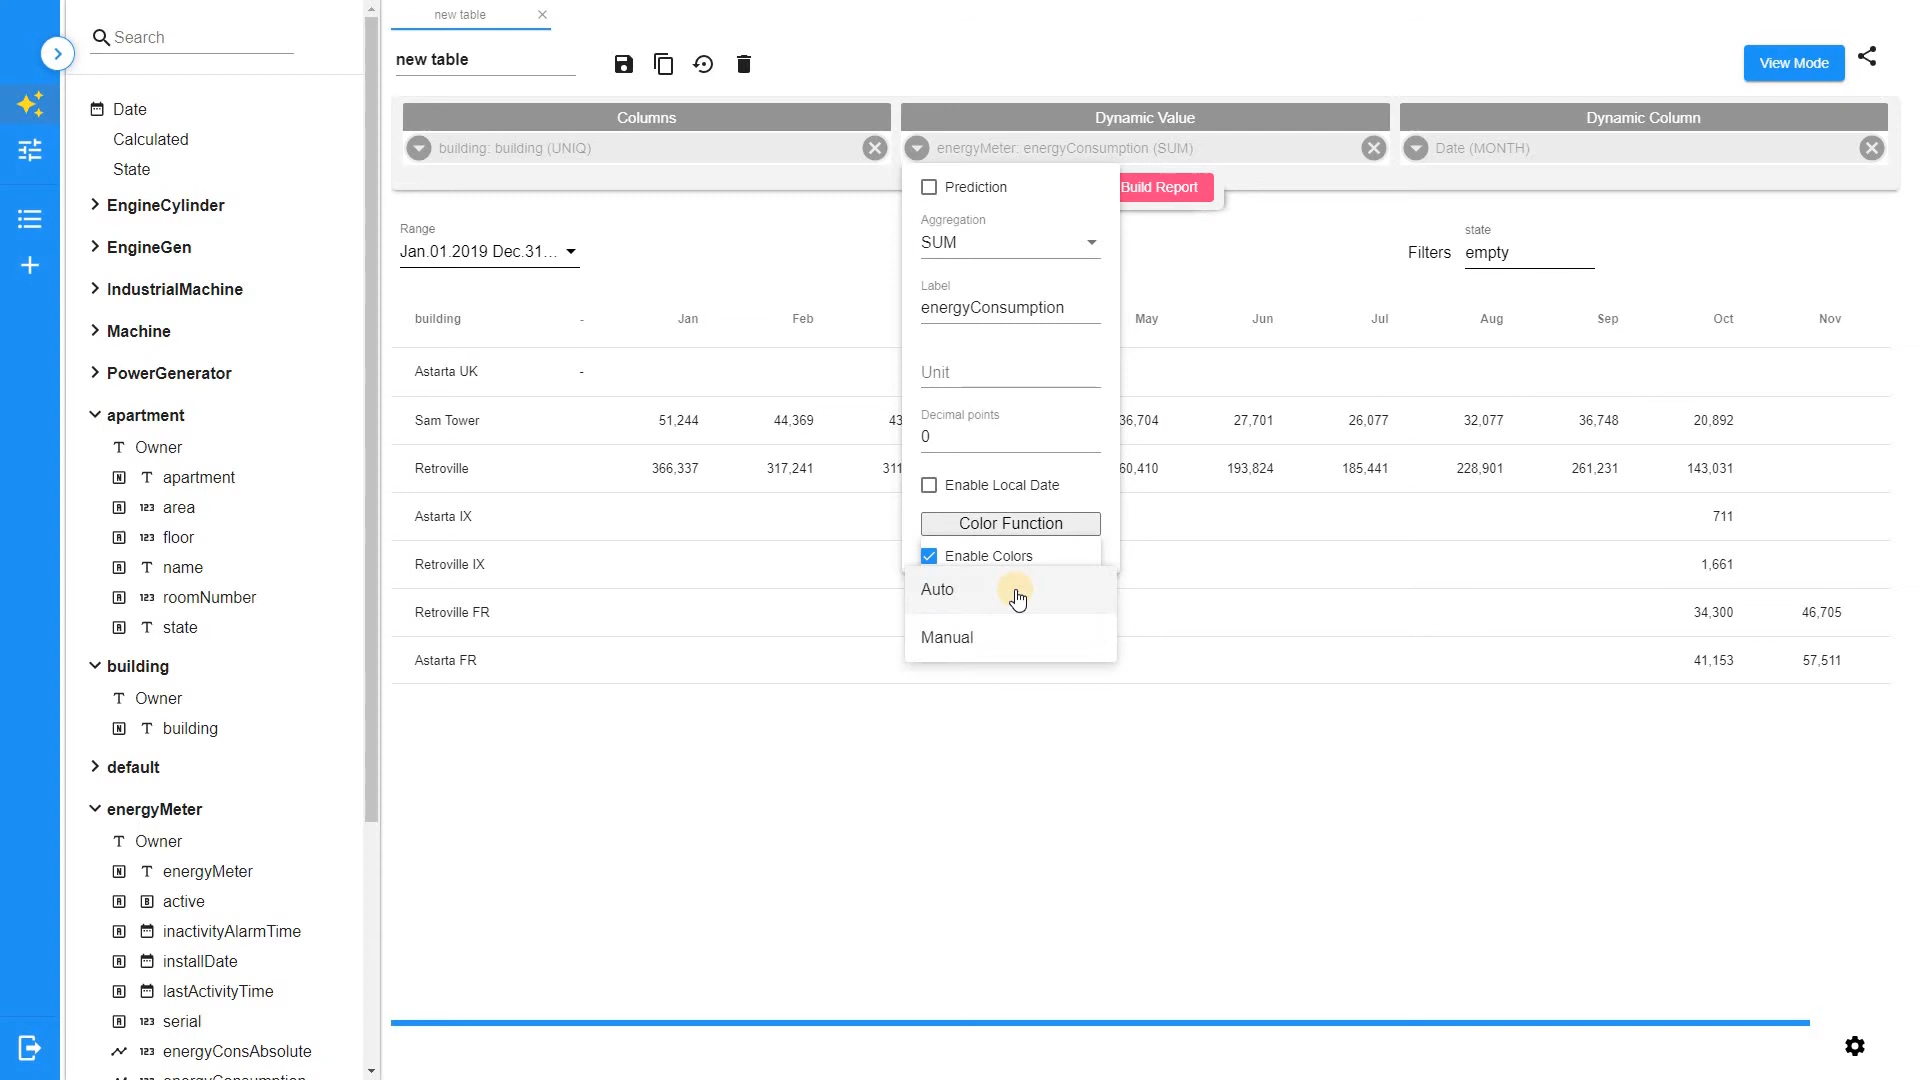 new table
Search
new table
View Mode
Date
Calculated
State
EngineCylinder
EngineGen
IndustrialMachine
Machine
PowerGenerator
apartment
Owner
apartment
area
floor
name
roomNumber
state
building
Owner
building
default
energyMeter
Owner
energyMeter
active
inactivityAlarmTime
installDate
lastActivityTime
serial
energyConsAbsolute
energyConsumption
Columns Dynamic Value Dynamic Column
building: building (UNIQ) energyMeter: energyConsumption (SUM) Date (MONTH)
Build Report
Prediction
Aggregation
SUM
Label
energyConsumption
Unit
Decimal points
0
Enable Local Date
Color Function
Enable Colors
Auto
Manual
Range
Jan.01.2019 Dec.31...
Filters
state
empty
building - Jan Feb May Jun Jul Aug Sep Oct Nov
Astarta UK -
Sam Tower 51,244 44,369 43 36,704 27,701 26,077 32,077 36,748 20,892
Retroville 366,337 317,241 311 60,410 193,824 185,441 228,901 261,231 143,031
Astarta IX 711
Retroville IX 1,661
Retroville FR 34,300 46,705
Astarta FR 41,153 57,511